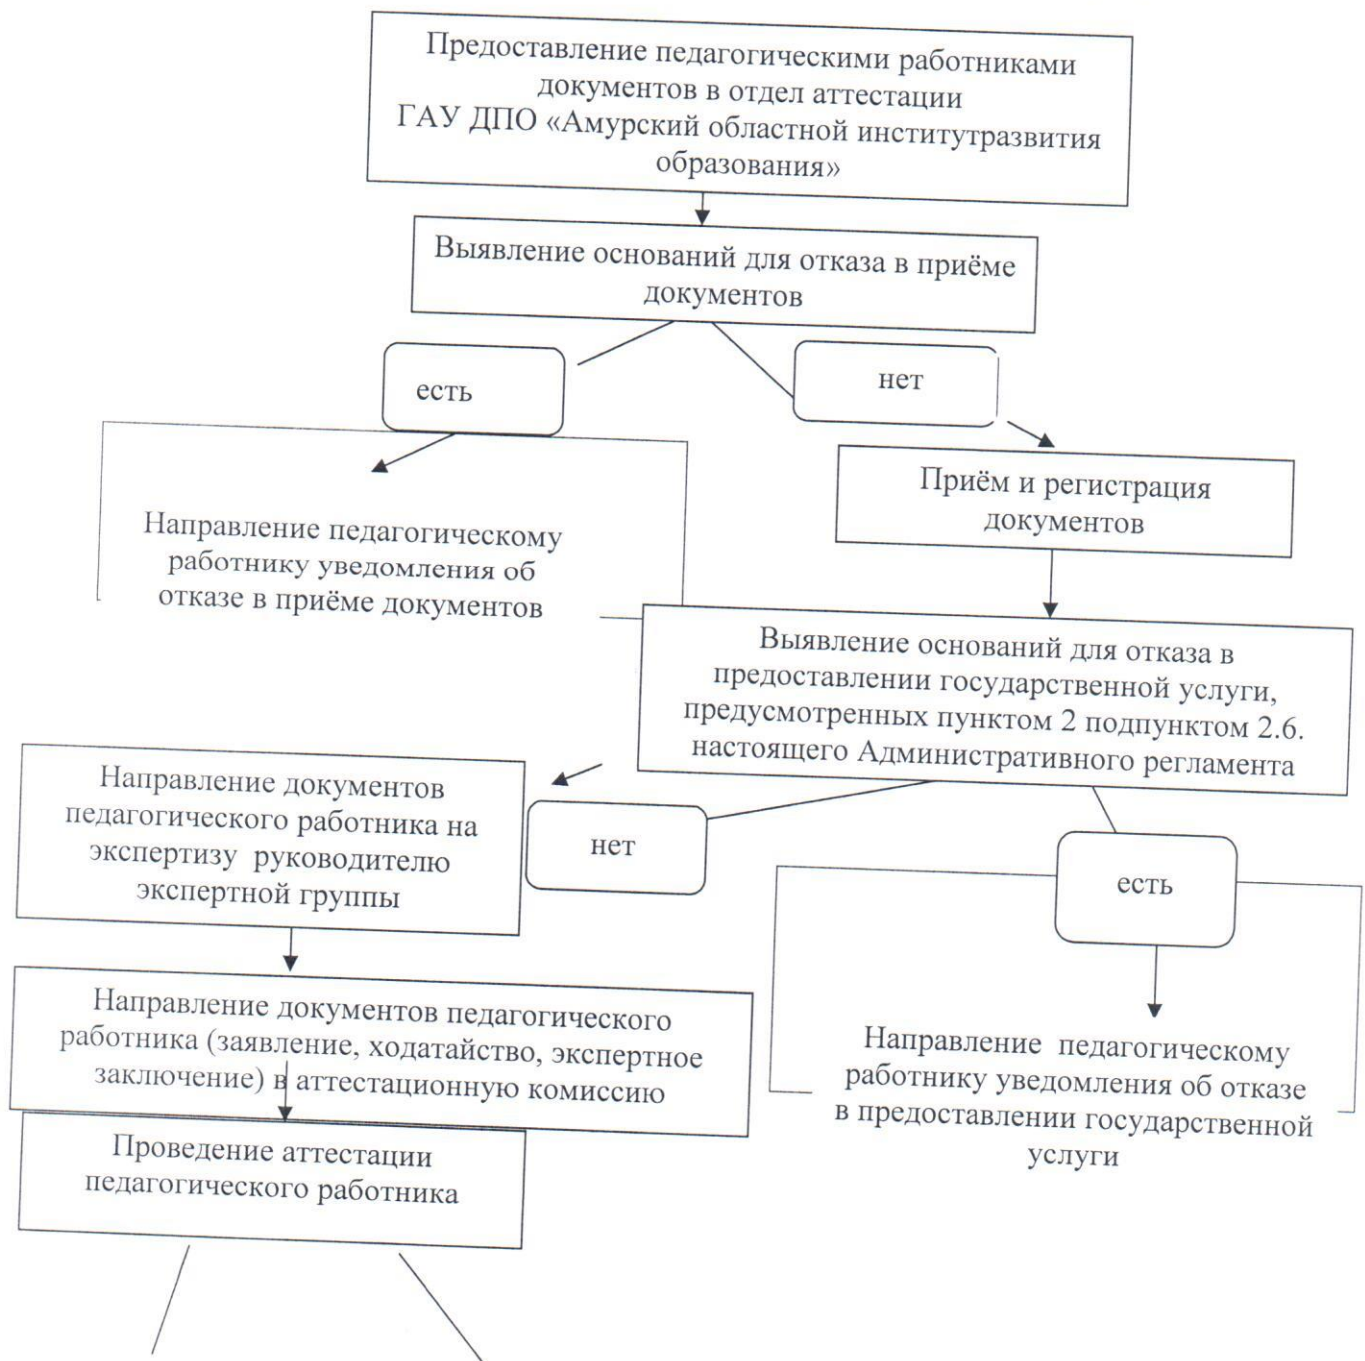 Предоставление педагогическими работниками
документов в отдел аттестации
ГАУ ДПО «Амурский областной институтразвития
образования»
Выявление оснований для отказа в приёме
документов
есть
нет
Приём и регистрация
документов
Направление педагогическому
работнику уведомления об
отказе в приёме документов
Выявление оснований для отказа в
предоставлении государственной услуги,
предусмотренных пунктом 2 подпунктом 2.6.
настоящего Административного регламента
Направление документов
педагогического работника на
экспертизу руководителю
экспертной группы
нет
есть
Направление документов педагогического
работника (заявление, ходатайство, экспертное
заключение) в аттестационную комиссию
Направление педагогическому
работнику уведомления об отказе
в предоставлении государственной
услуги
Проведение аттестации
педагогического работника